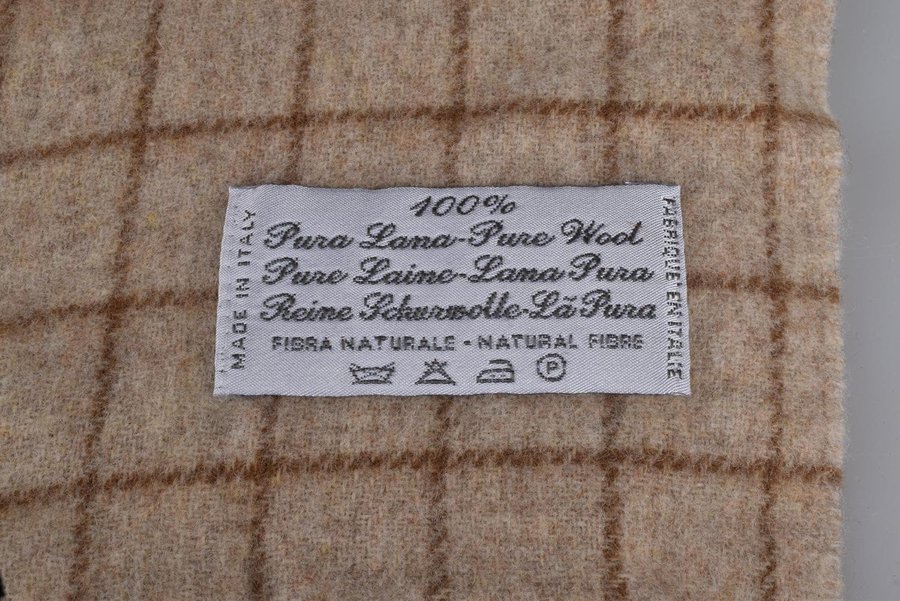 100%
Pura Lana-Pure Wool
Pure Laine-Lana Pura
Reine Schurwolle-Lã Pura
FIBRA NATURALE - NATURAL FIBRE
P
MADE IN ITALY
FABRIQUÉ EN ITALIE